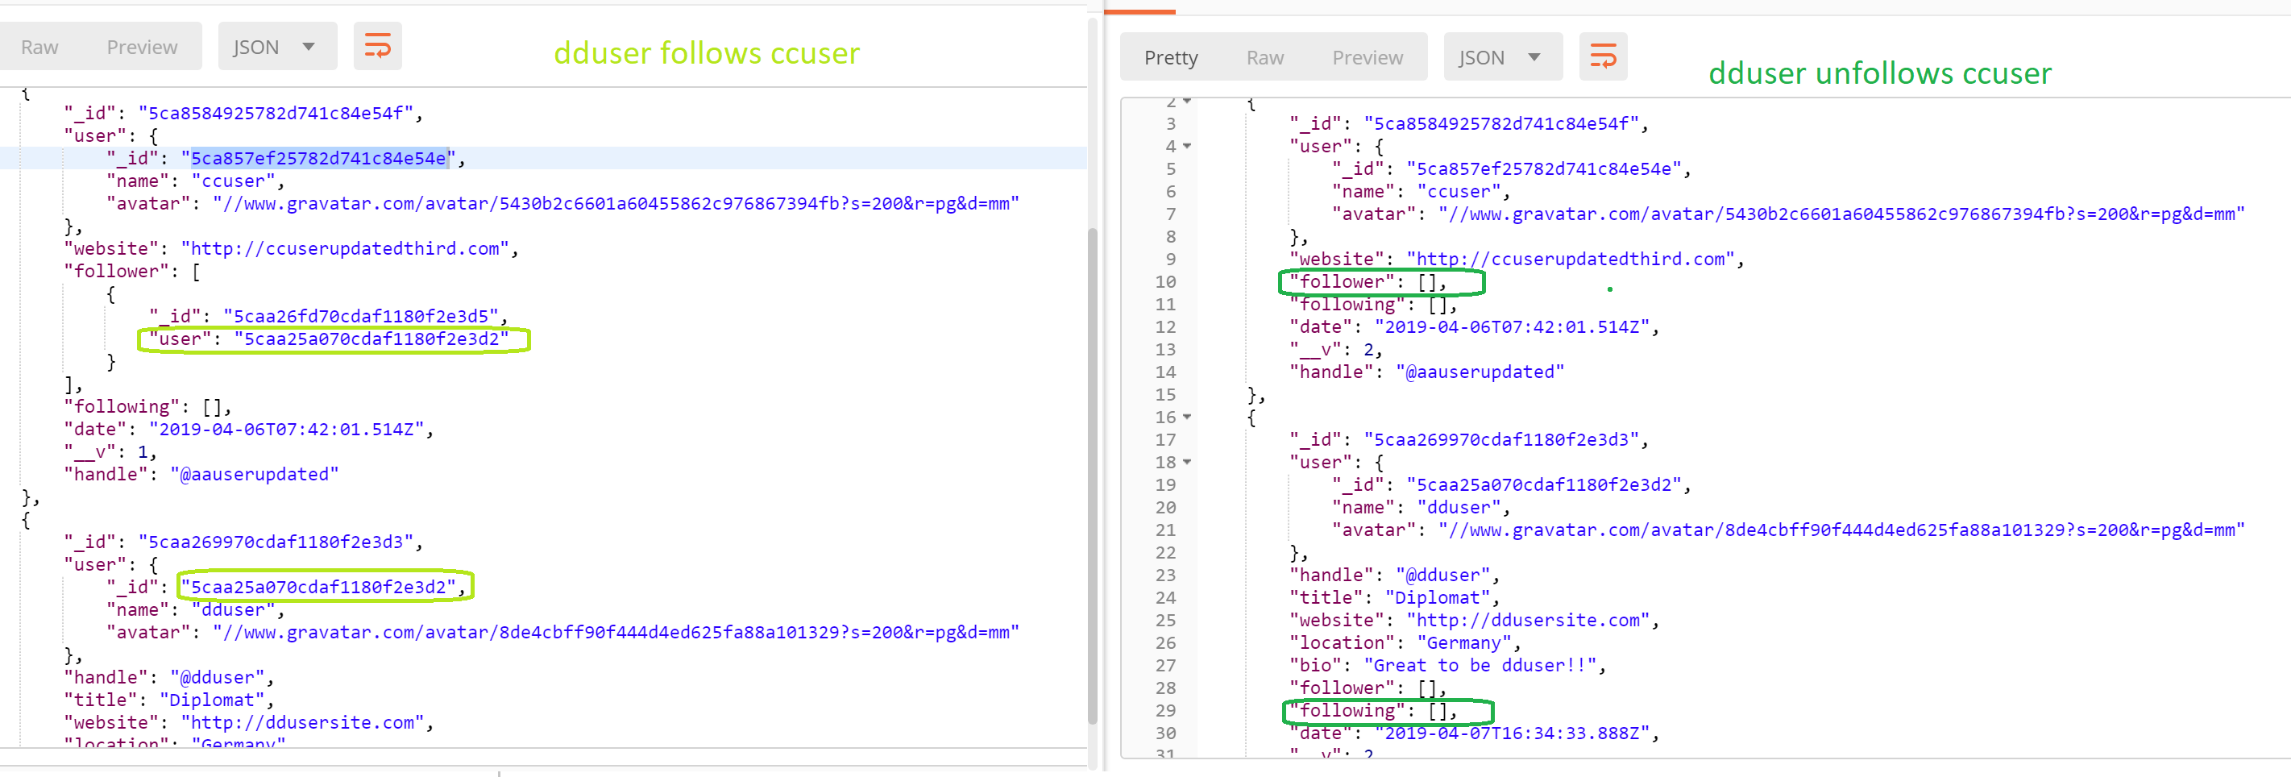 Raw Preview JSON
dduser follows ccuser
{
"_id": "5ca8584925782d741c84e54f",
"user": {
"_id": "5ca857ef25782d741c84e54e",
"name": "ccuser",
"avatar": "//www.gravatar.com/avatar/5430b2c6601a60455862c976867394fb?s=200&r=pg&d=mm"
},
"website": "http://ccuserupdatedthird.com",
"follower": [
{
"_id": "5caa26fd70cdaf1180f2e3d5",
"user": "5caa25a070cdaf1180f2e3d2"
}
],
"following": [],
"date": "2019-04-06T07:42:01.514Z",
"__v": 1,
"handle": "@aauserupdated"
},
{
"_id": "5caa269970cdaf1180f2e3d3",
"user": {
"_id": "5caa25a070cdaf1180f2e3d2",
"name": "dduser",
"avatar": "//www.gravatar.com/avatar/8de4cbff90f444d4ed625fa88a101329?s=200&r=pg&d=mm"
},
"handle": "@dduser",
"title": "Diplomat",
"website": "http://ddusersite.com",
"location": "Germany"
Pretty Raw Preview JSON
dduser unfollows ccuser
2 {
3 "_id": "5ca8584925782d741c84e54f",
4 "user": {
5 "_id": "5ca857ef25782d741c84e54e",
6 "name": "ccuser",
7 "avatar": "//www.gravatar.com/avatar/5430b2c6601a60455862c976867394fb?s=200&r=pg&d=mm"
8 },
9 "website": "http://ccuserupdatedthird.com",
10 "follower": [],
11 "following": [],
12 "date": "2019-04-06T07:42:01.514Z",
13 "__v": 2,
14 "handle": "@aauserupdated"
15 },
16 {
17 "_id": "5caa269970cdaf1180f2e3d3",
18 "user": {
19 "_id": "5caa25a070cdaf1180f2e3d2",
20 "name": "dduser",
21 "avatar": "//www.gravatar.com/avatar/8de4cbff90f444d4ed625fa88a101329?s=200&r=pg&d=mm"
22 },
23 "handle": "@dduser",
24 "title": "Diplomat",
25 "website": "http://ddusersite.com",
26 "location": "Germany",
27 "bio": "Great to be dduser!!",
28 "follower": [],
29 "following": [],
30 "date": "2019-04-07T16:34:33.888Z",
31 "__v": 2